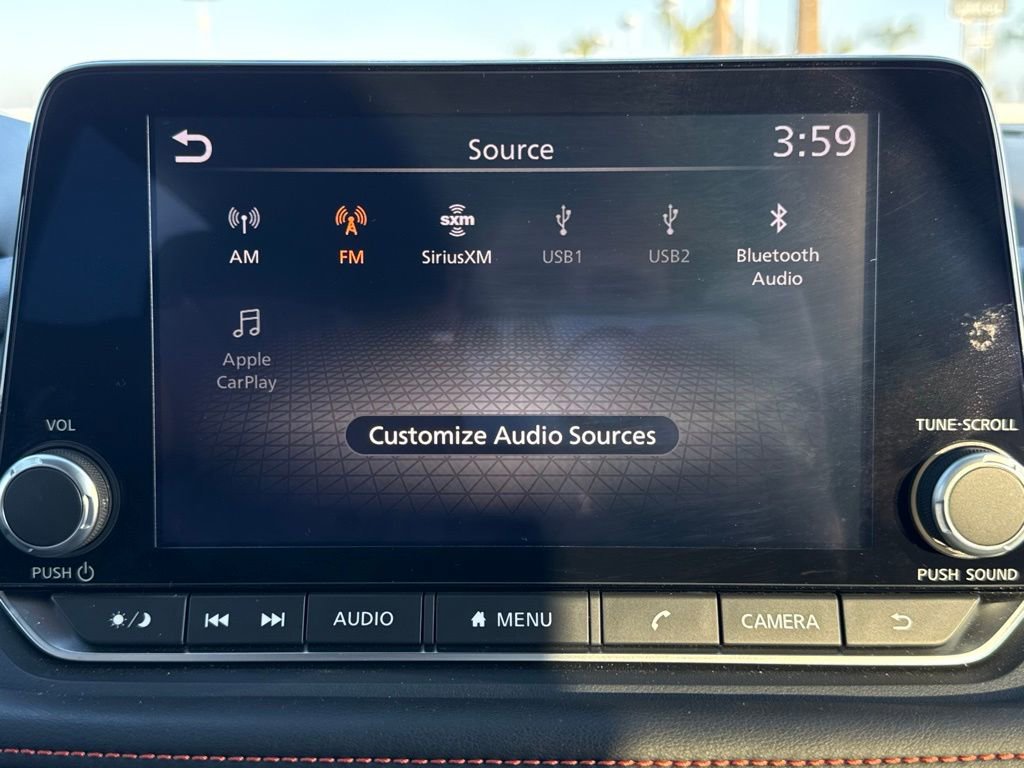 Source
3:59
AM
FM
sxm
SiriusXM
USB1
USB2
Bluetooth
Audio
Apple
CarPlay
Customize Audio Sources
VOL
PUSH
TUNE·SCROLL
PUSH SOUND
AUDIO
MENU
CAMERA